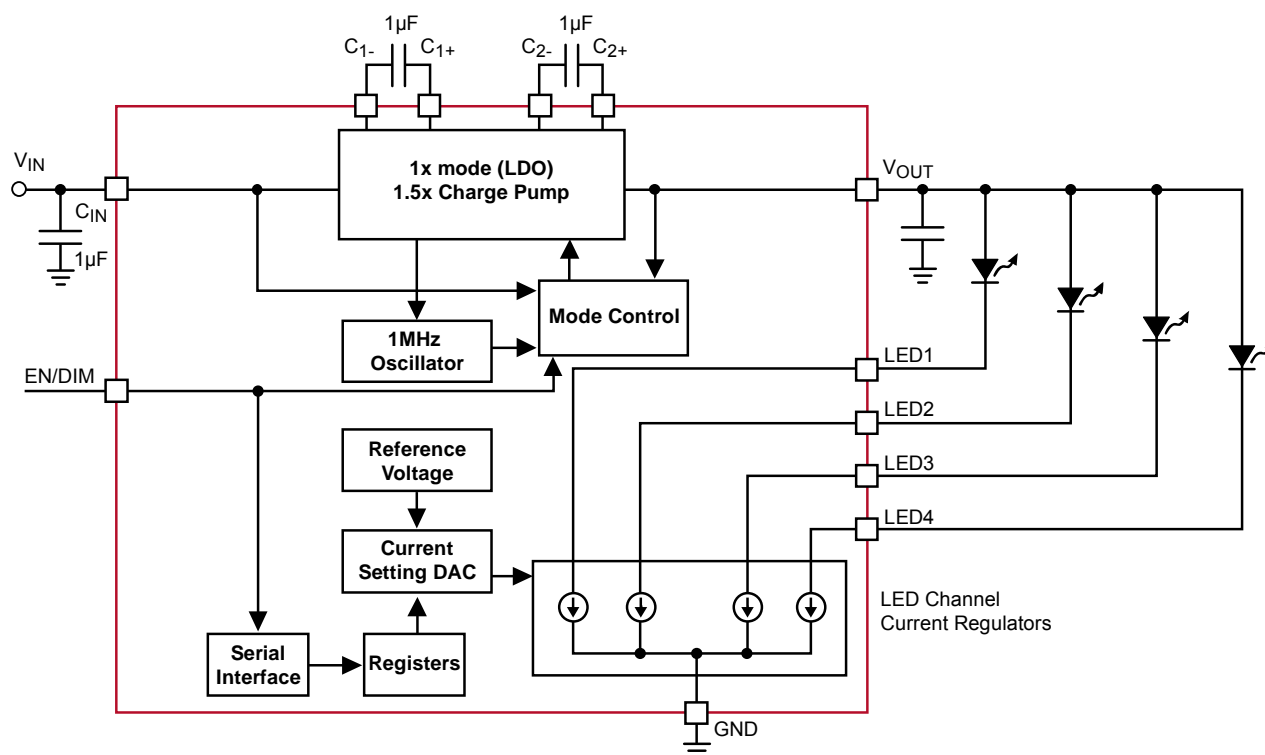 1µF
1µF
C1- C1+ C2- C2+
VIN
1x mode (LDO)
1.5x Charge Pump
VOUT
CIN
1µF
Mode Control
1MHz
Oscillator
LED1
EN/DIM
LED2
Reference
Voltage
LED3
LED4
Current
Setting DAC
LED Channel
Current Regulators
Serial
Interface
Registers
GND